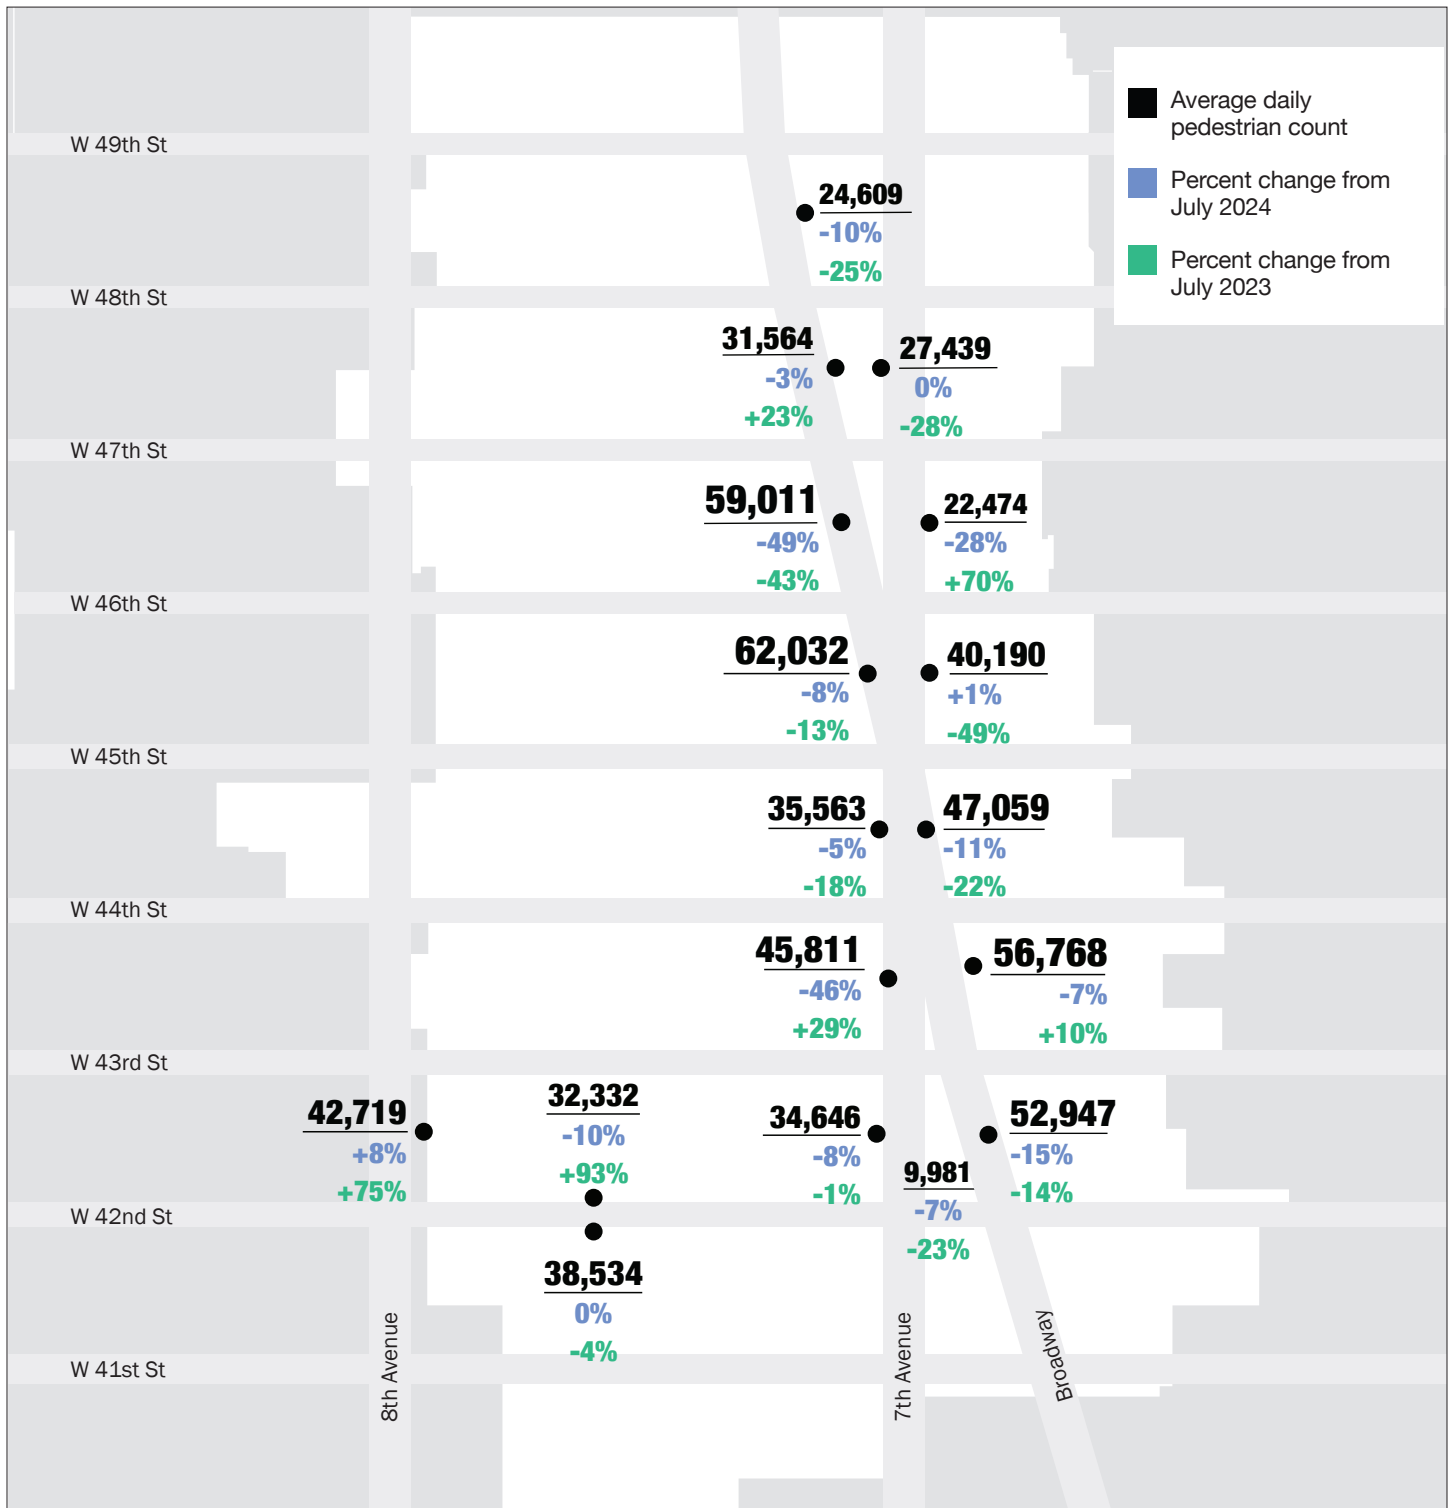 Average daily
pedestrian count
Percent change from
July 2024
Percent change from
July 2023
W 49th St
24,609
-10%
-25%
W 48th St
31,564
-3%
+23%
27,439
0%
-28%
W 47th St
59,011
-49%
-43%
22,474
-28%
+70%
W 46th St
62,032
-8%
-13%
40,190
+1%
-49%
W 45th St
35,563
-5%
-18%
47,059
-11%
-22%
W 44th St
45,811
-46%
+29%
56,768
-7%
+10%
W 43rd St
42,719
+8%
+75%
32,332
-10%
+93%
34,646
-8%
-1%
9,981
-7%
-23%
52,947
-15%
-14%
W 42nd St
38,534
0%
-4%
W 41st St
8th Avenue
7th Avenue
Broadway